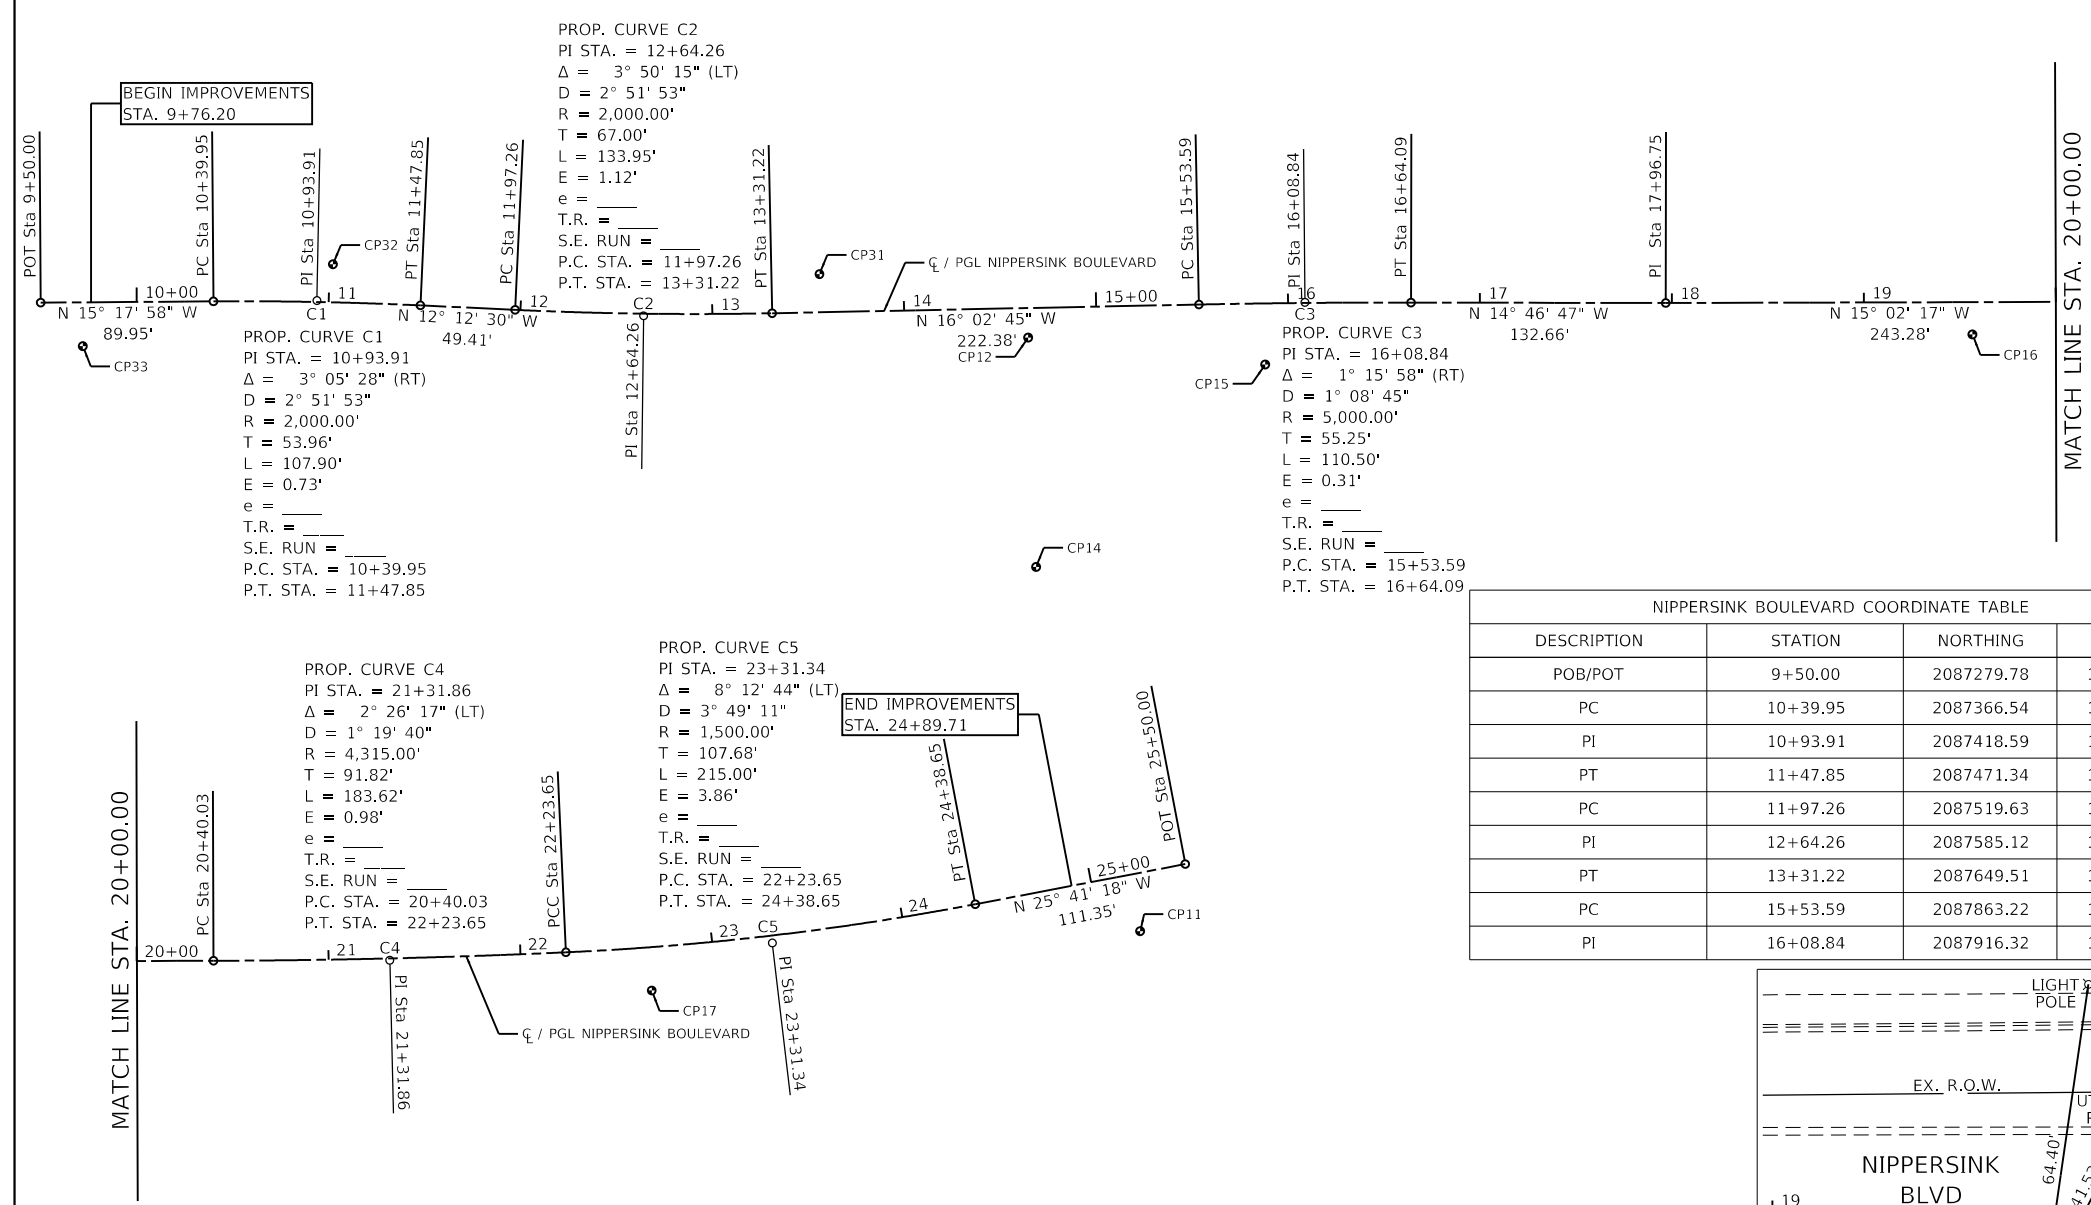 PROP. CURVE C2
PI STA. = 12+64.26
Δ = 3° 50' 15" (LT)
D = 2° 51' 53"
R = 2,000.00'
T = 67.00'
L = 133.95'
E = 1.12'
e = ____
T.R. = ____
S.E. RUN = ____
P.C. STA. = 11+97.26
P.T. STA. = 13+31.22
BEGIN IMPROVEMENTS
STA. 9+76.20
POT Sta 9+50.00
PC Sta 10+39.95
PI Sta 10+93.91
PT Sta 11+47.85
PC Sta 11+97.26
PT Sta 13+31.22
PC Sta 15+53.59
PI Sta 16+08.84
PT Sta 16+64.09
PI Sta 17+96.75
MATCH LINE STA. 20+00.00
CP32
CP31
℄ / PGL NIPPERSINK BOULEVARD
10+00
11
12
13
14
15+00
16
17
18
19
C1
C2
C3
N 15° 17' 58" W
89.95'
N 12° 12' 30" W
49.41'
N 16° 02' 45" W
222.38'
N 14° 46' 47" W
132.66'
N 15° 02' 17" W
243.28'
CP33
CP12
CP15
CP16
PI Sta 12+64.26
PROP. CURVE C1
PI STA. = 10+93.91
Δ = 3° 05' 28" (RT)
D = 2° 51' 53"
R = 2,000.00'
T = 53.96'
L = 107.90'
E = 0.73'
e = ____
T.R. = ____
S.E. RUN = ____
P.C. STA. = 10+39.95
P.T. STA. = 11+47.85
PROP. CURVE C3
PI STA. = 16+08.84
Δ = 1° 15' 58" (RT)
D = 1° 08' 45"
R = 5,000.00'
T = 55.25'
L = 110.50'
E = 0.31'
e = ____
T.R. = ____
S.E. RUN = ____
P.C. STA. = 15+53.59
P.T. STA. = 16+64.09
CP14
NIPPERSINK BOULEVARD COORDINATE TABLE
DESCRIPTION STATION NORTHING
POB/POT 9+50.00 2087279.78
PC 10+39.95 2087366.54
PI 10+93.91 2087418.59
PT 11+47.85 2087471.34
PC 11+97.26 2087519.63
PI 12+64.26 2087585.12
PT 13+31.22 2087649.51
PC 15+53.59 2087863.22
PI 16+08.84 2087916.32
PROP. CURVE C4
PI STA. = 21+31.86
Δ = 2° 26' 17" (LT)
D = 1° 19' 40"
R = 4,315.00'
T = 91.82'
L = 183.62'
E = 0.98'
e = ____
T.R. = ____
S.E. RUN = ____
P.C. STA. = 20+40.03
P.T. STA. = 22+23.65
PROP. CURVE C5
PI STA. = 23+31.34
Δ = 8° 12' 44" (LT)
D = 3° 49' 11"
R = 1,500.00'
T = 107.68'
L = 215.00'
E = 3.86'
e = ____
T.R. = ____
S.E. RUN = ____
P.C. STA. = 22+23.65
P.T. STA. = 24+38.65
END IMPROVEMENTS
STA. 24+89.71
MATCH LINE STA. 20+00.00
PC Sta 20+40.03
PCC Sta 22+23.65
PT Sta 24+38.65
POT Sta 25+50.00
20+00
21
C4
22
23
C5
24
25+00
N 25° 41' 18" W
111.35'
CP11
PI Sta 21+31.86
PI Sta 23+31.34
CP17
℄ / PGL NIPPERSINK BOULEVARD
LIGHT
POLE
EX. R.O.W.
NIPPERSINK
BLVD
64.40'
19